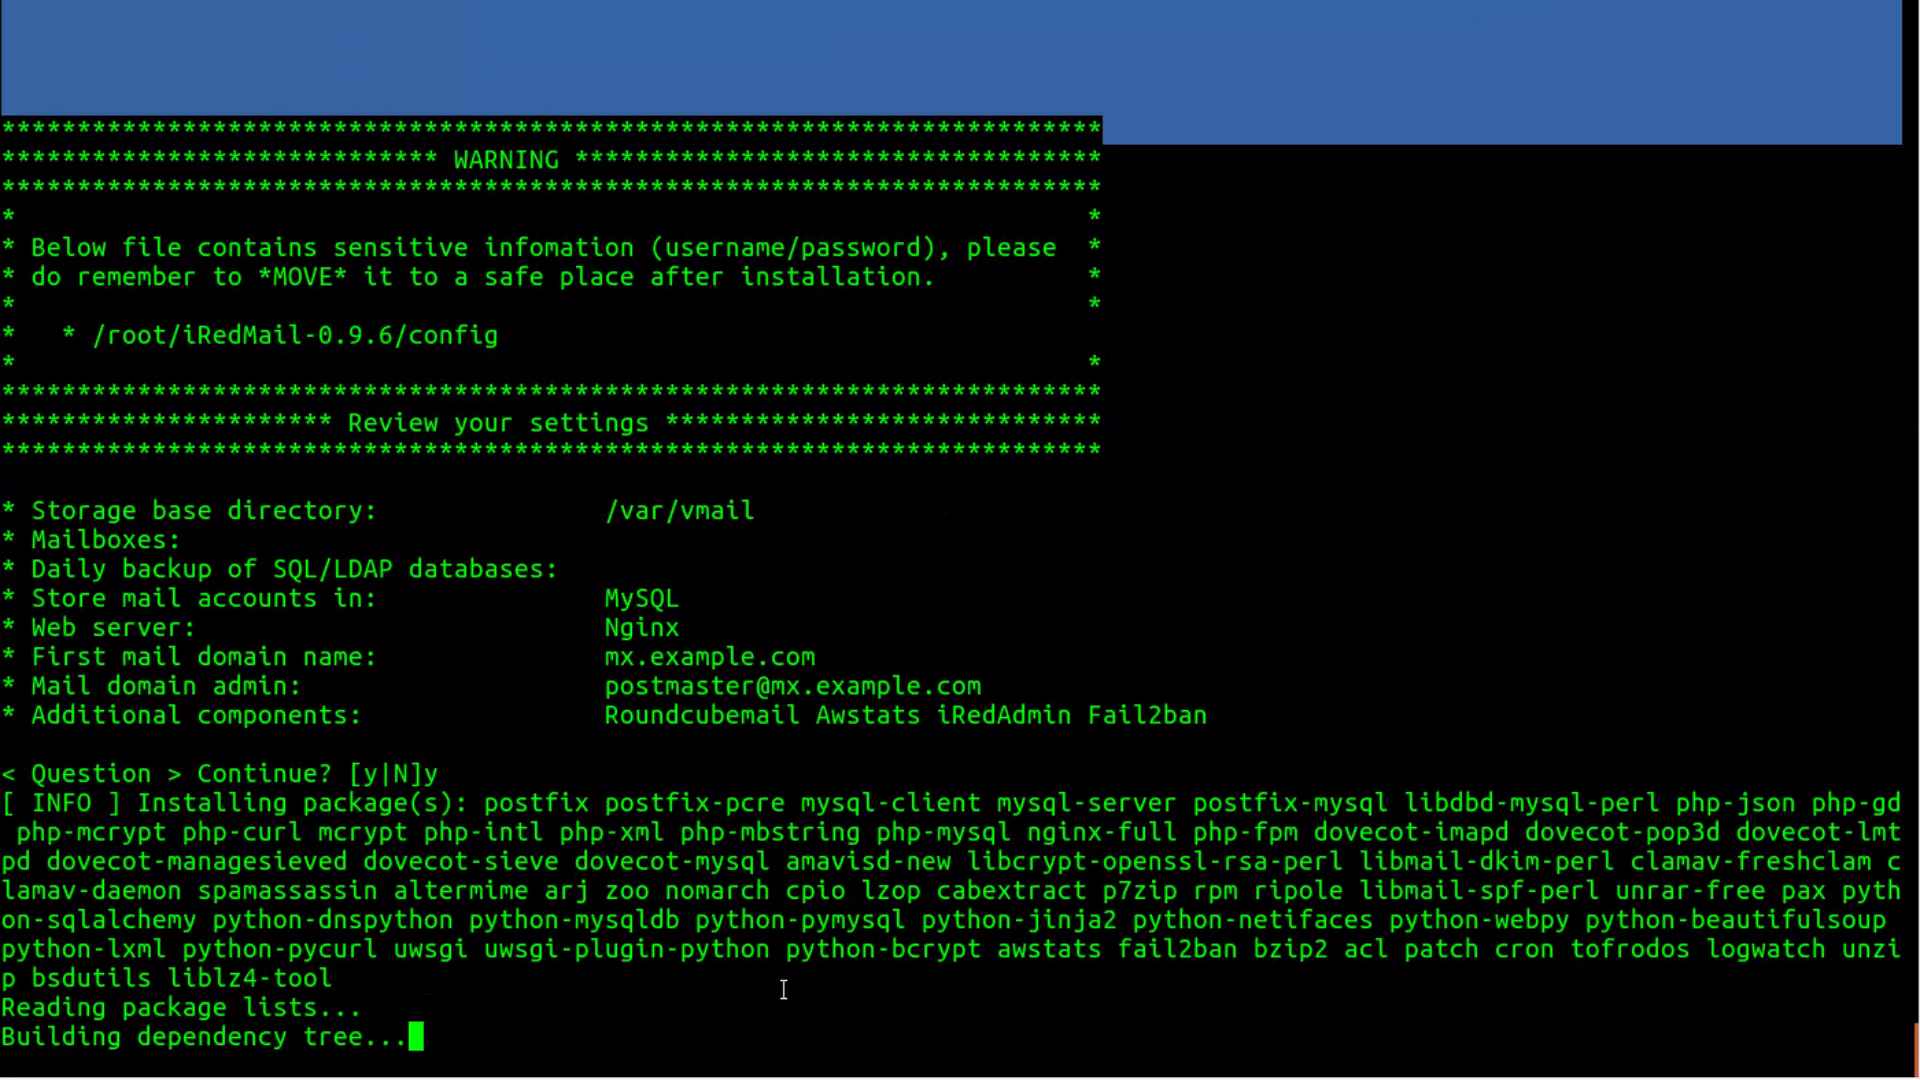 *************************************************************************
***************************** WARNING ***********************************
*************************************************************************
* *
* Below file contains sensitive infomation (username/password), please *
* do remember to *MOVE* it to a safe place after installation. *
* *
* * /root/iRedMail-0.9.6/config
* *
*************************************************************************
********************** Review your settings *****************************
*************************************************************************
* Storage base directory: /var/vmail
* Mailboxes:
* Daily backup of SQL/LDAP databases:
* Store mail accounts in: MySQL
* Web server: Nginx
* First mail domain name: mx.example.com
* Mail domain admin: postmaster@mx.example.com
* Additional components: Roundcubemail Awstats iRedAdmin Fail2ban
< Question > Continue? [y|N]y
[ INFO ] Installing package(s): postfix postfix-pcre mysql-client mysql-server postfix-mysql libdbd-mysql-perl php-json php-gd
php-mcrypt php-curl mcrypt php-intl php-xml php-mbstring php-mysql nginx-full php-fpm dovecot-imapd dovecot-pop3d dovecot-lmt
pd dovecot-managesieved dovecot-sieve dovecot-mysql amavisd-new libcrypt-openssl-rsa-perl libmail-dkim-perl clamav-freshclam c
lamav-daemon spamassassin altermime arj zoo nomarch cpio lzop cabextract p7zip rpm ripole libmail-spf-perl unrar-free pax pyth
on-sqlalchemy python-dnspython python-mysqldb python-pymysql python-jinja2 python-netifaces python-webpy python-beautifulsoup
python-lxml python-pycurl uwsgi uwsgi-plugin-python python-bcrypt awstats fail2ban bzip2 acl patch cron tofrodos logwatch unzi
p bsdutils liblz4-tool
Reading package lists...
Building dependency tree...